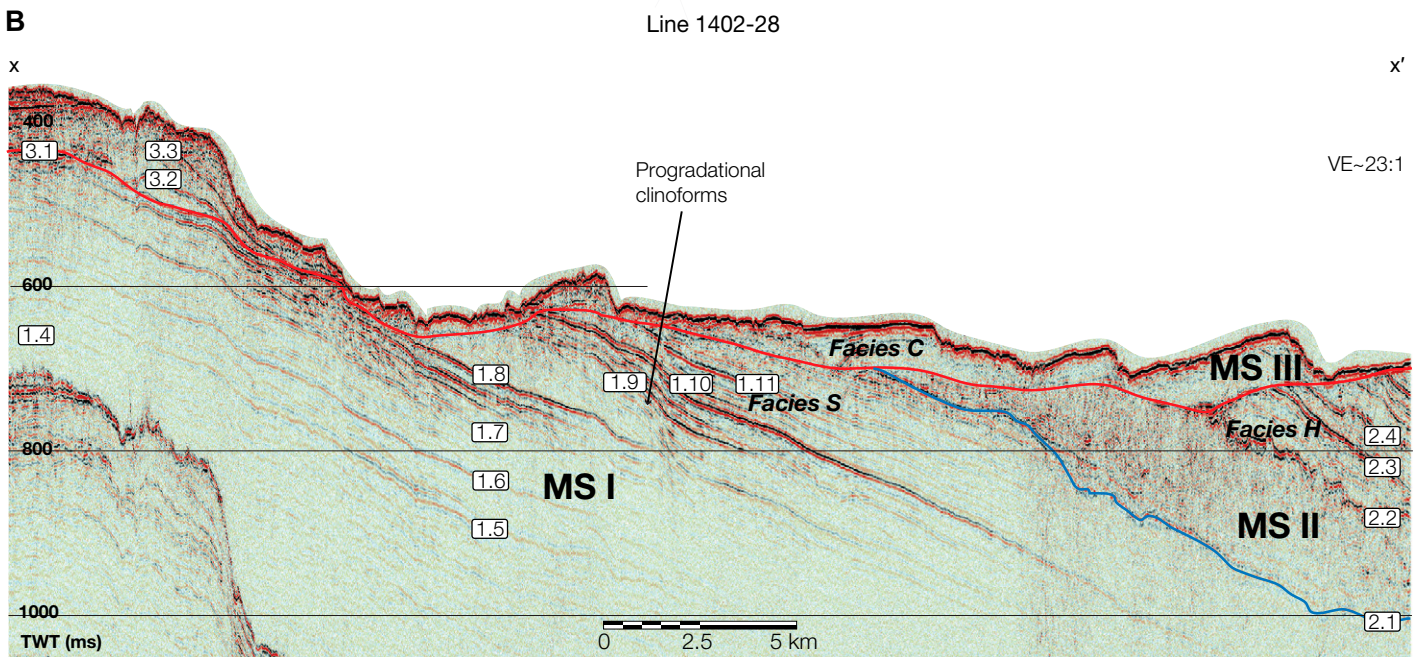 B
Line 1402-28
x
x′
400
3.1
3.3
3.2
VE~23:1
Progradational
clinoforms
600
1.4
Facies C
MS III
1.8
1.9
1.10
1.11
Facies S
1.7
Facies H
2.4
800
2.3
1.6
MS I
2.2
1.5
MS II
1000
2.1
TWT (ms)
0
2.5
5 km